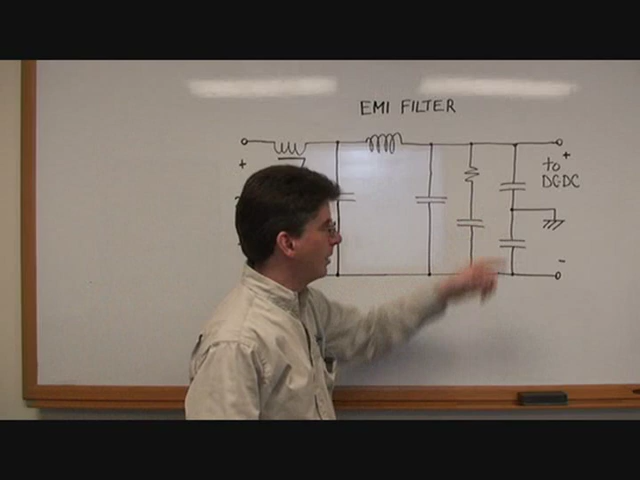 EMI FILTER
+
+
to
DC-DC
-